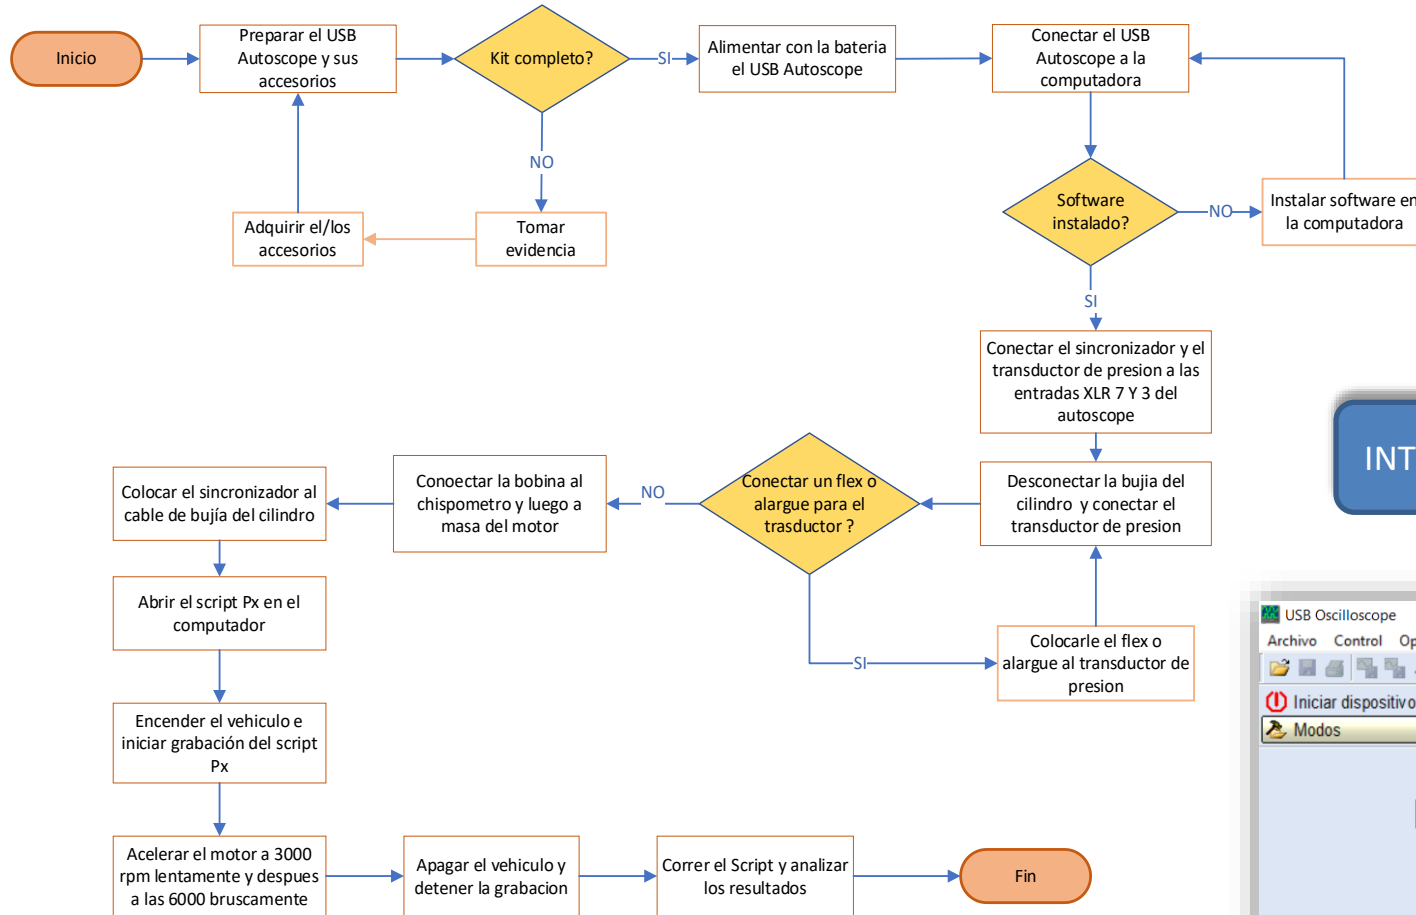 Inicio
Preparar el USB
Autoscope y sus
accesorios
Kit completo?
SI
Alimentar con la bateria
el USB Autoscope
Conectar el USB
Autoscope a la
computadora
NO
Adquirir el/los
accesorios
Tomar
evidencia
Software
instalado?
NO
Instalar software en
la computadora
SI
Conectar el sincronizador y el
transductor de presion a las
entradas XLR 7 Y 3 del
autoscope
INT
Colocar el sincronizador al
cable de bujía del cilindro
Conoectar la bobina al
chispometro y luego a
masa del motor
NO
Conectar un flex o
alargue para el
trasductor ?
Desconectar la bujia del
cilindro y conectar el
transductor de presion
Abrir el script Px en el
computador
SI
Colocarle el flex o
alargue al transductor de
presion
USB Oscilloscope
Archivo Control Op
Iniciar dispositivo
Modos
Encender el vehiculo e
iniciar grabación del script
Px
Acelerar el motor a 3000
rpm lentamente y despues
a las 6000 bruscamente
Apagar el vehiculo y
detener la grabacion
Correr el Script y analizar
los resultados
Fin